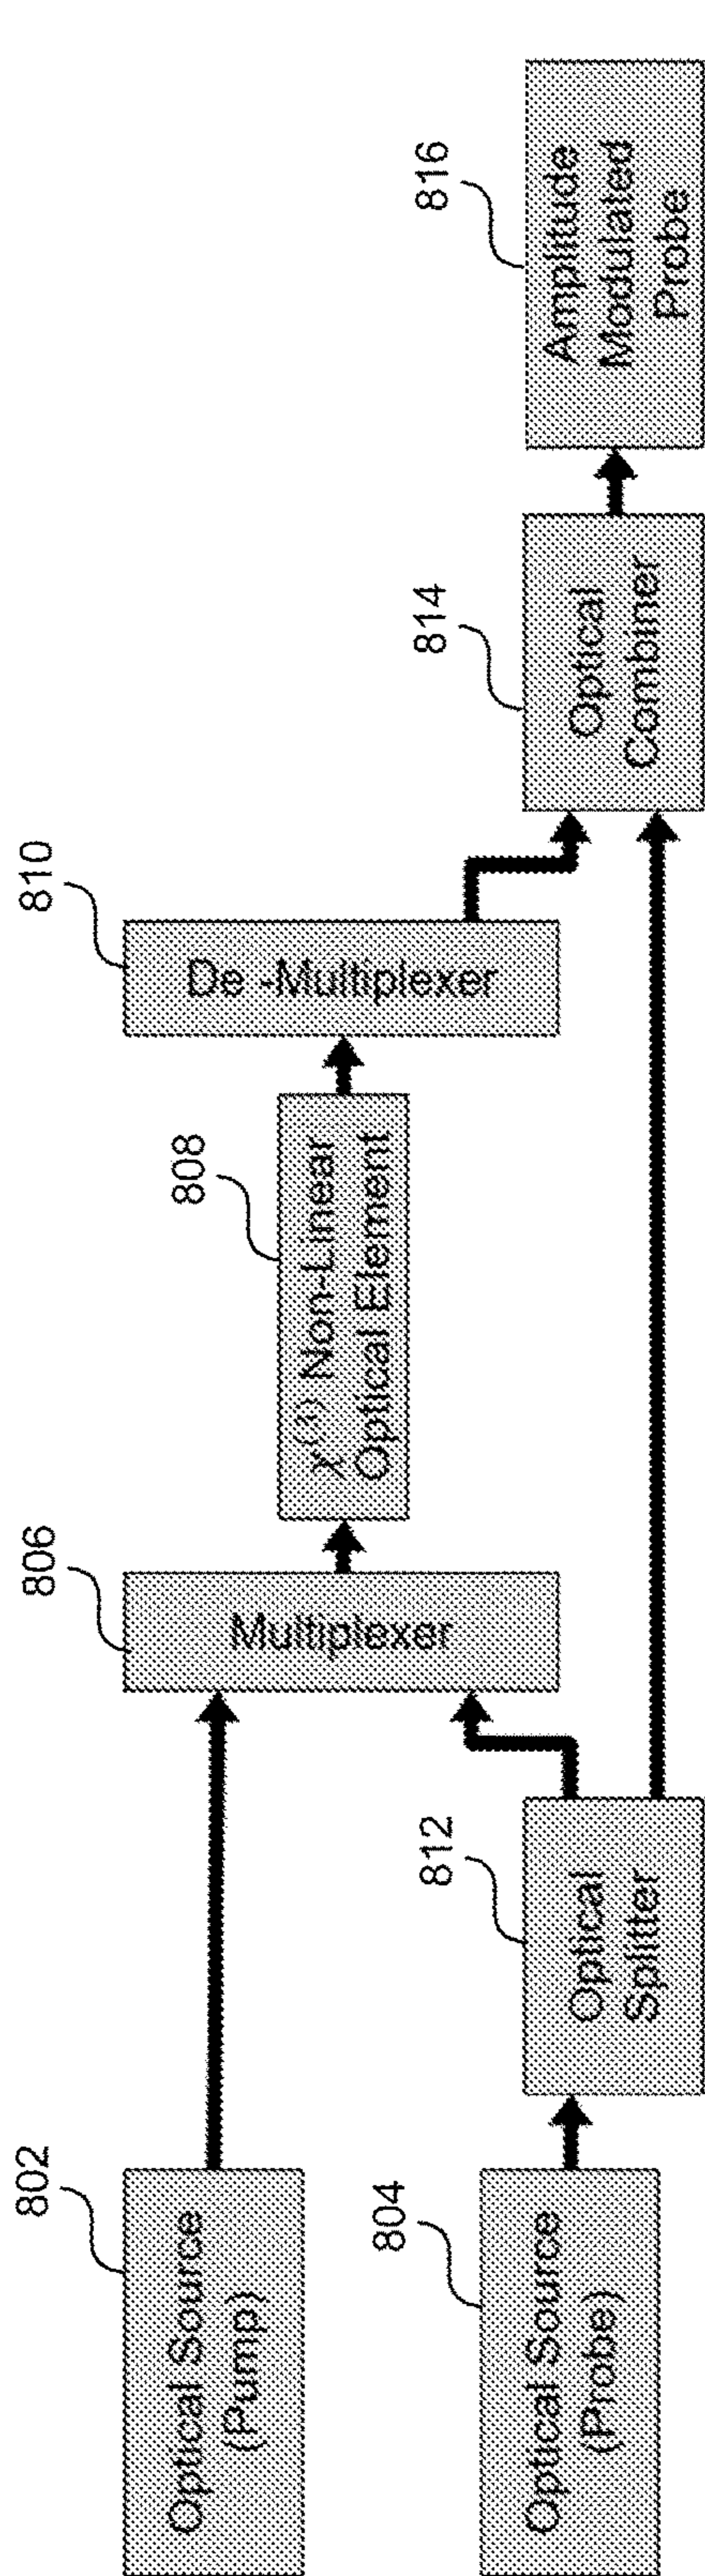 802
Optical Source
(Pump)
804
Optical Source
(Probe)
812
Optical
Splitter
806
Multiplexer
808
χ⁽³⁾ Non-Linear
Optical Element
810
De -Multiplexer
814
Optical
Combiner
816
Amplitude
Modulated
Probe